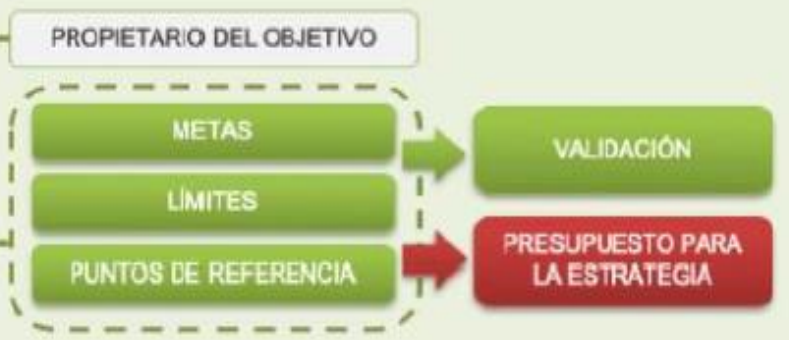 PROPIETARIO DEL OBJETIVO
METAS
LÍMITES
PUNTOS DE REFERENCIA
VALIDACIÓN
PRESUPUESTO PARA
LA ESTRATEGIA